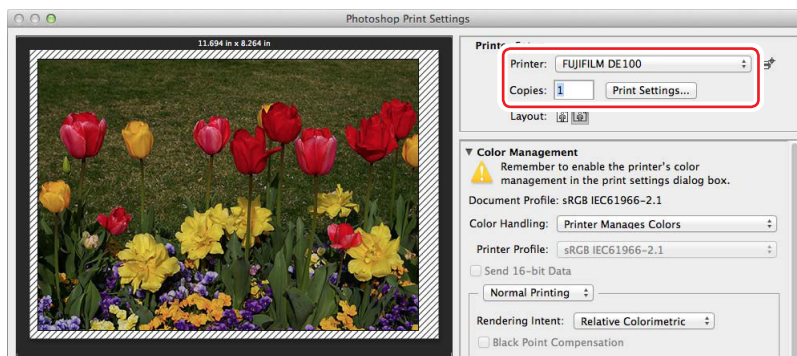 Photoshop Print Settings
11.694 in x 8.264 in
Printer: FUJIFILM DE100
Copies: 1 Print Settings...
Layout:
Color Management
Remember to enable the printer's color
management in the print settings dialog box.
Document Profile: sRGB IEC61966-2.1
Color Handling: Printer Manages Colors
Printer Profile: sRGB IEC61966-2.1
Send 16-bit Data
Normal Printing
Rendering Intent: Relative Colorimetric
Black Point Compensation